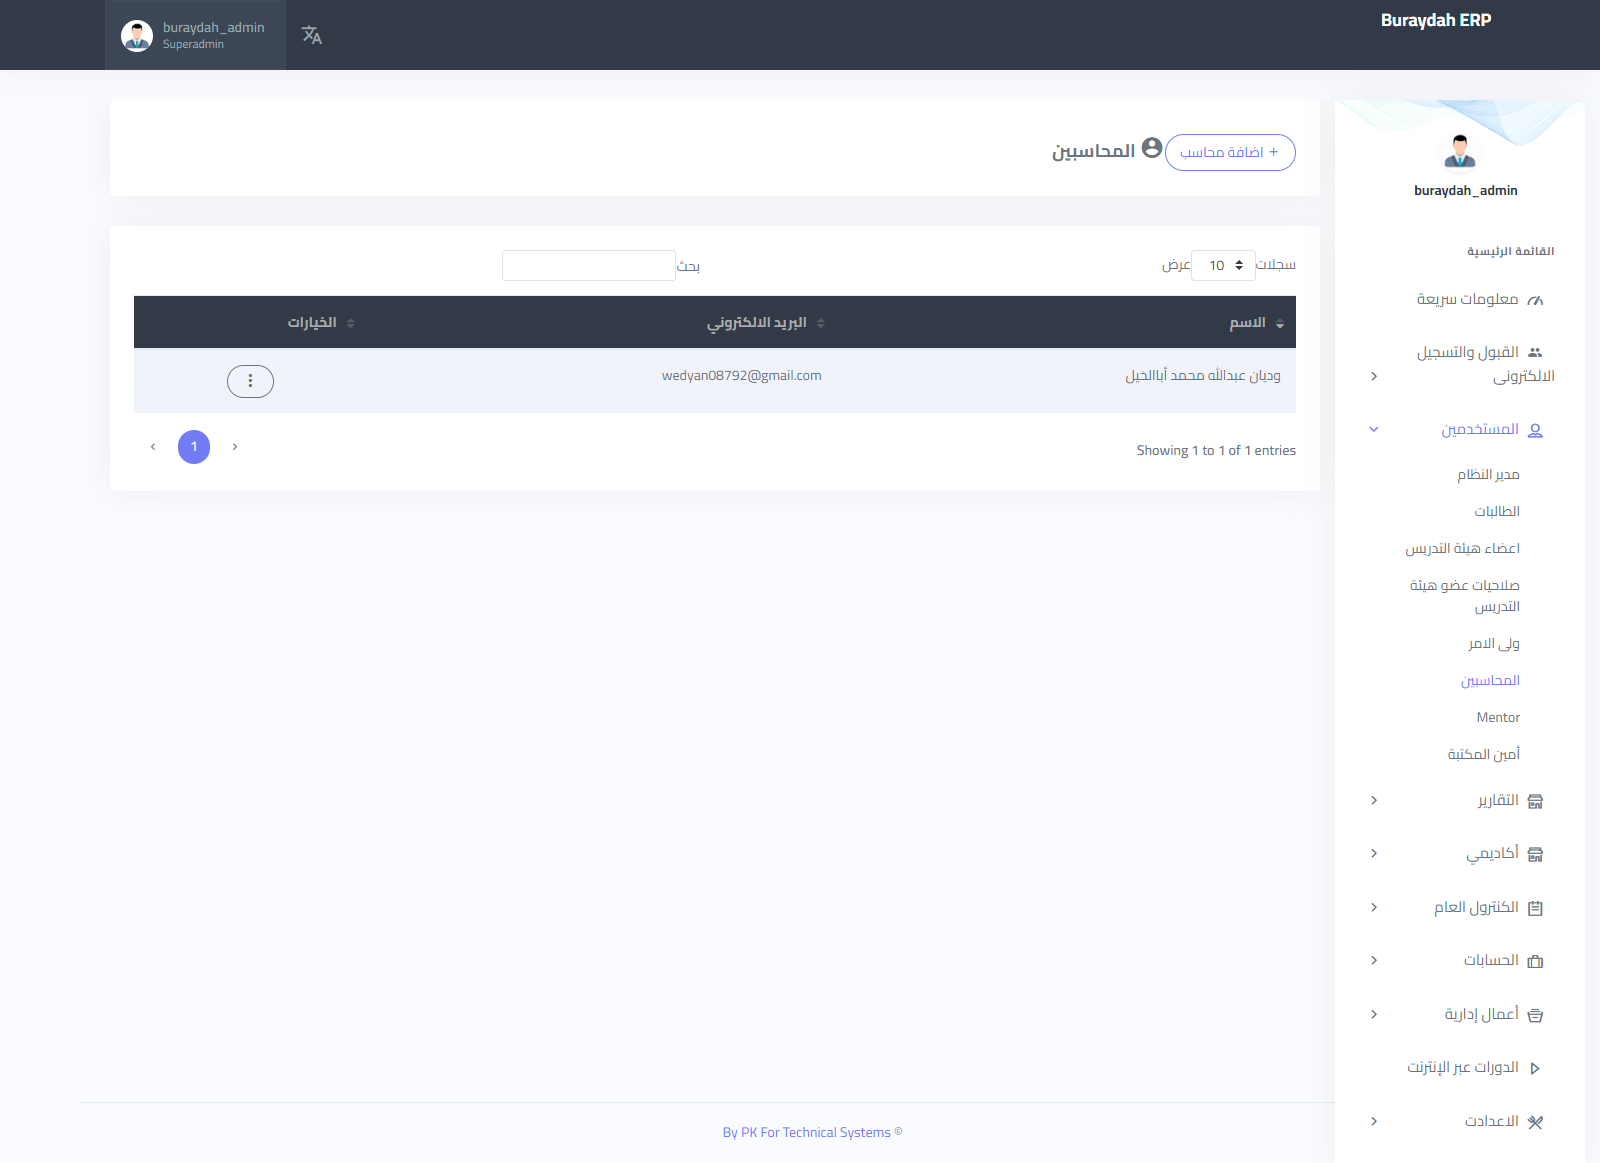 Buraydah ERP
buraydah_admin
Superadmin
+ اضافة محاسب
المحاسبين
عرض 10 سجلات
بحث
الاسم
البريد الالكتروني
الخيارات
وديان عبدالله محمد أباالخيل
wedyan08792@gmail.com
Showing 1 to 1 of 1 entries
1
buraydah_admin
القائمة الرئيسية
معلومات سريعة
القبول والتسجيل
الالكترونى
المستخدمين
مدير النظام
الطالبات
اعضاء هيئة التدريس
صلاحيات عضو هيئة
التدريس
ولى الامر
المحاسبين
Mentor
أمين المكتبة
التقارير
أكاديمي
الكنترول العام
الحسابات
أعمال إدارية
الدورات عبر الإنترنت
الاعدادت
By PK For Technical Systems ©